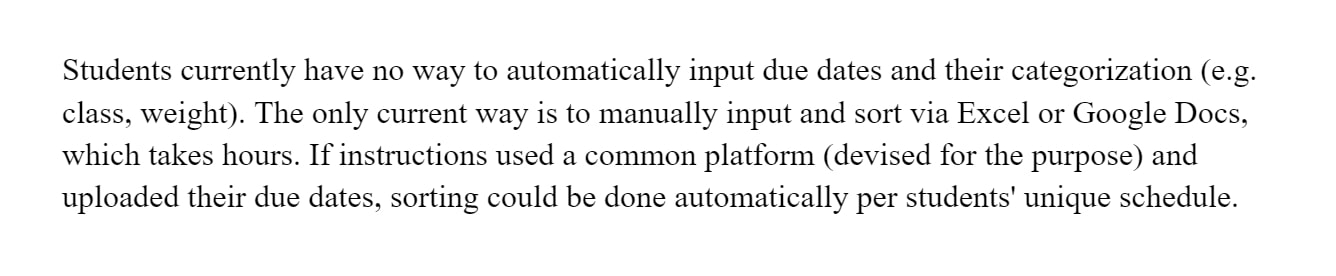 Students currently have no way to automatically input due dates and their categorization (e.g.
class, weight). The only current way is to manually input and sort via Excel or Google Docs,
which takes hours. If instructions used a common platform (devised for the purpose) and
uploaded their due dates, sorting could be done automatically per students' unique schedule.